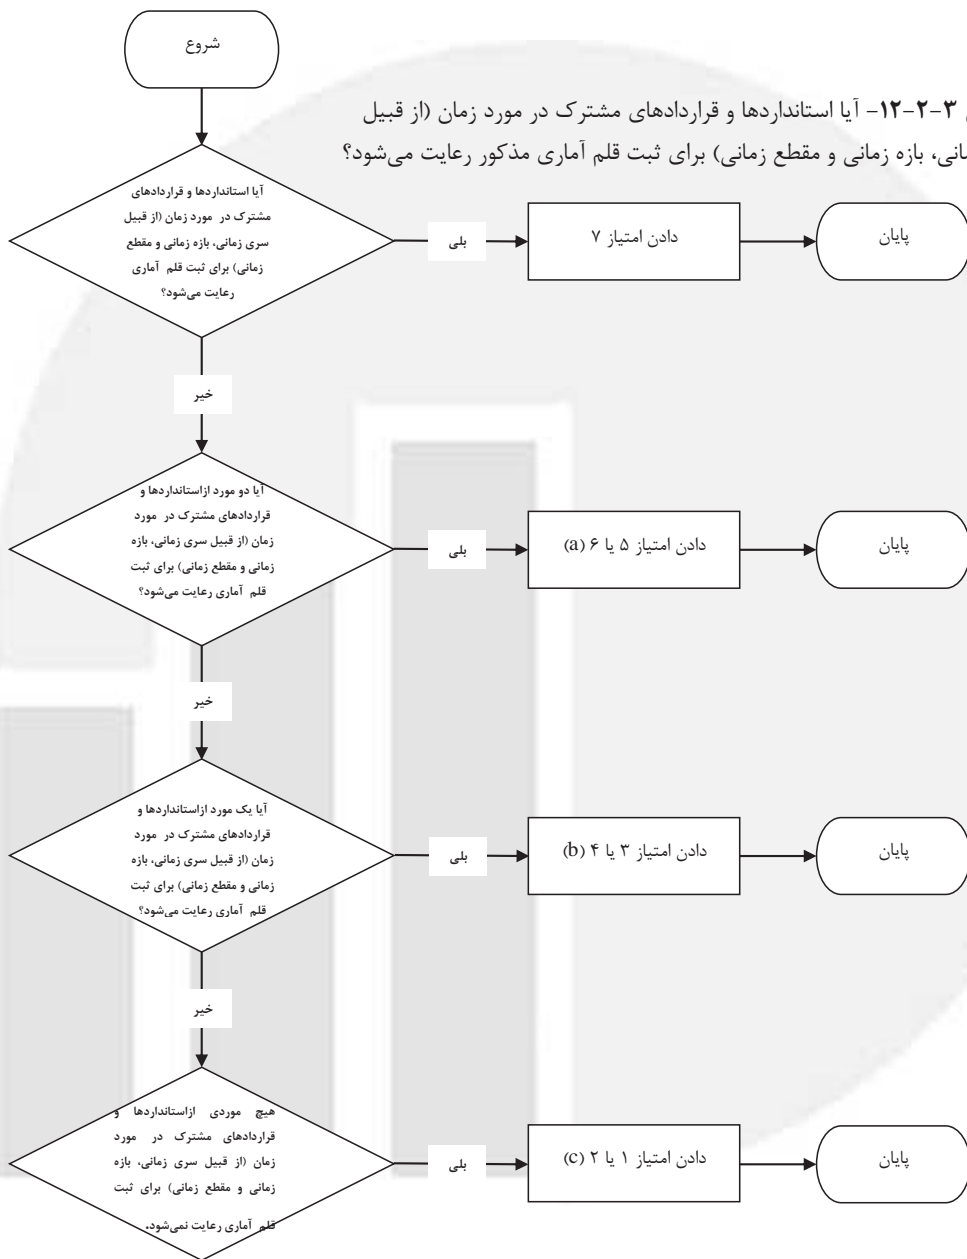 شروع
۳-۲-۱۲- آیا استانداردها و قراردادهای مشترک در مورد زمان (از قبیل
بازه زمانی و مقطع زمانی) برای ثبت قلم آماری مذکور رعایت می‌شود؟
آیا استانداردها و قراردادهای
مشترک در مورد زمان (از قبیل
سری زمانی، بازه زمانی و مقطع
زمانی) برای ثبت قلم آماری
رعایت می‌شود؟
بلی
دادن امتیاز ۷
پایان
خیر
آیا دو مورد ازاستانداردها و
قراردادهای مشترک در مورد
زمان (از قبیل سری زمانی، بازه
زمانی و مقطع زمانی) برای ثبت
قلم آماری رعایت می‌شود؟
بلی
دادن امتیاز ۵ یا ۶ (a)
پایان
خیر
آیا یک مورد ازاستانداردها و
قراردادهای مشترک در مورد
زمان (از قبیل سری زمانی، بازه
زمانی و مقطع زمانی) برای ثبت
قلم آماری رعایت می‌شود؟
بلی
دادن امتیاز ۳ یا ۴ (b)
پایان
خیر
هیچ موردی ازاستانداردها و
قراردادهای مشترک در مورد
زمان (از قبیل سری زمانی، بازه
زمانی و مقطع زمانی) برای ثبت
قلم آماری رعایت نمی‌شود.
بلی
دادن امتیاز ۱ یا ۲ (c)
پایان